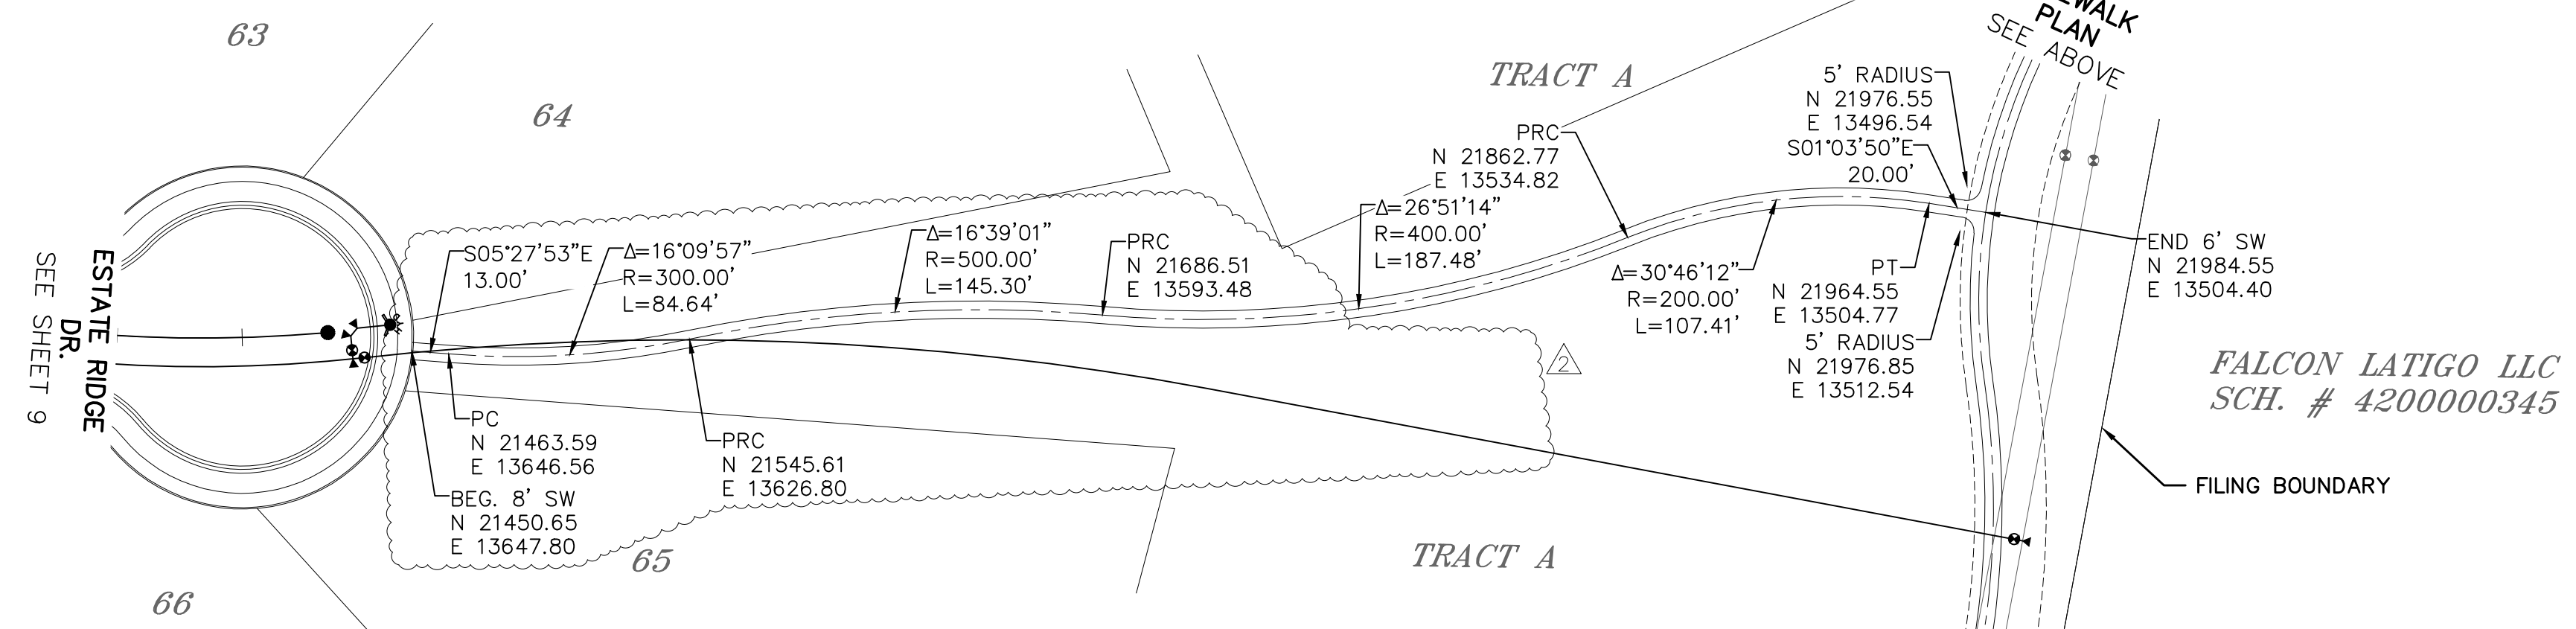 63
64
65
66
TRACT A
TRACT A
ESTATE RIDGE
DR.
SEE SHEET 9
S05°27'53"E
13.00'
Δ=16°09'57"
R=300.00'
L=84.64'
Δ=16°39'01"
R=500.00'
L=145.30'
PRC
N 21686.51
E 13593.48
PRC
N 21862.77
E 13534.82
Δ=26°51'14"
R=400.00'
L=187.48'
5' RADIUS
N 21976.55
E 13496.54
S01°03'50"E
20.00'
PLAN
SEE ABOVE
Δ=30°46'12"
R=200.00'
L=107.41'
PT
N 21964.55
E 13504.77
5' RADIUS
N 21976.85
E 13512.54
END 6' SW
N 21984.55
E 13504.40
PC
N 21463.59
E 13646.56
BEG. 8' SW
N 21450.65
E 13647.80
PRC
N 21545.61
E 13626.80
2
FALCON LATIGO LLC
SCH. # 4200000345
FILING BOUNDARY